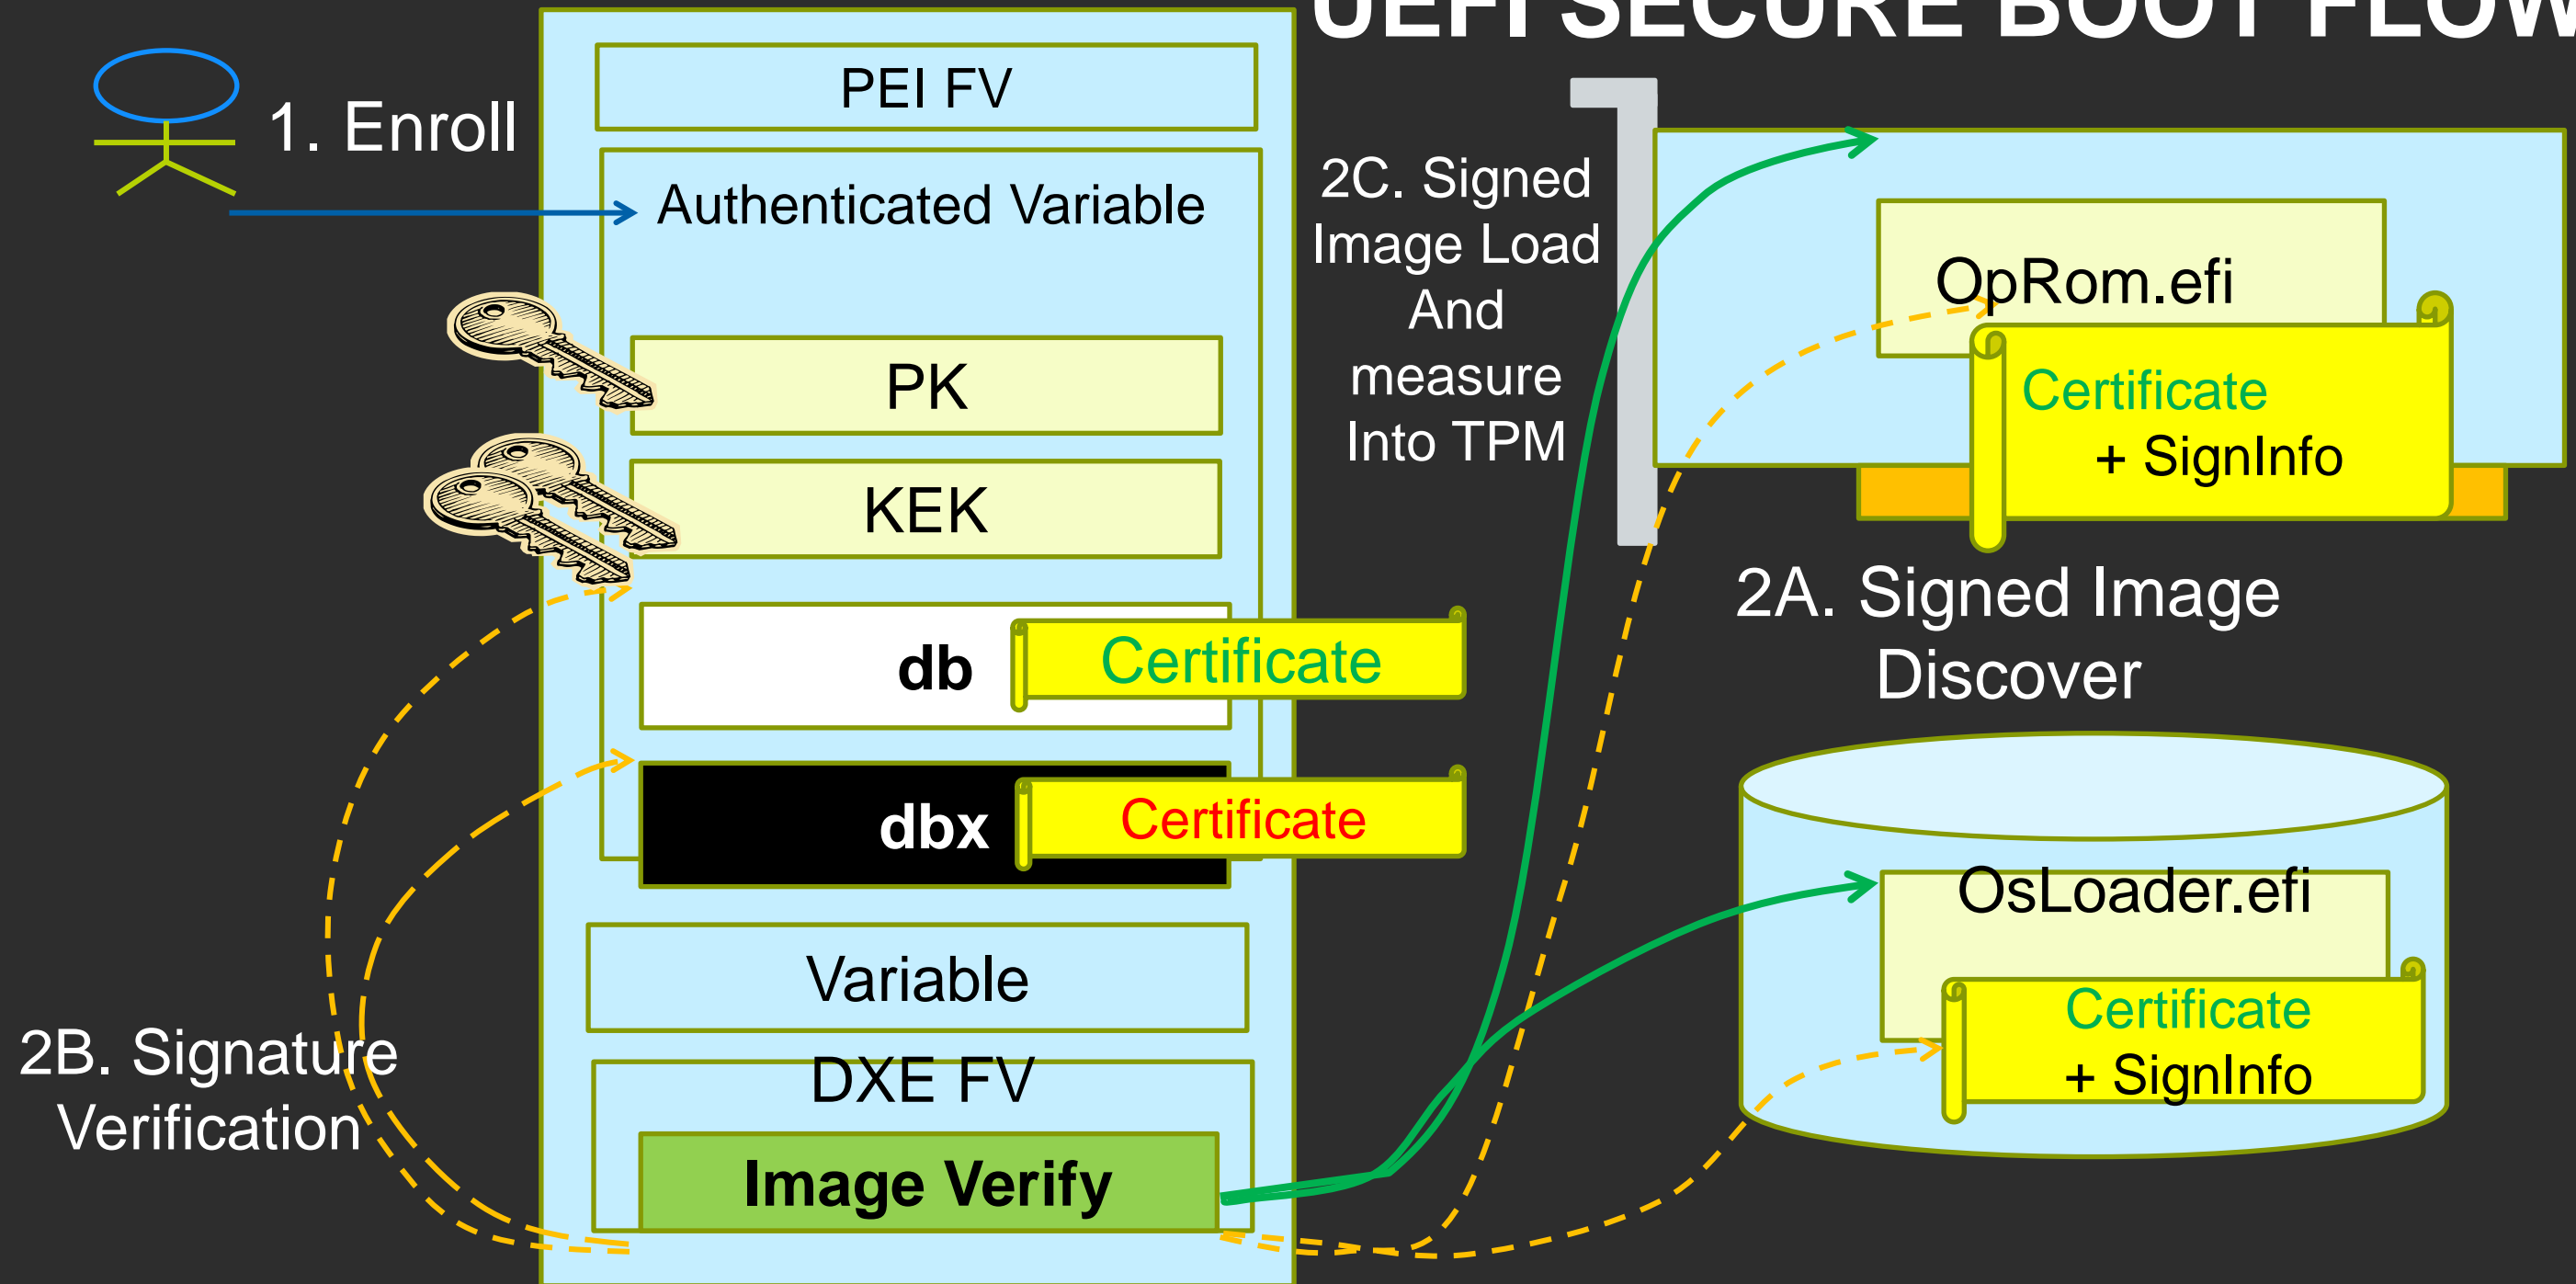 UEFI SECURE BOOT FLOW
1. Enroll
PEI FV
Authenticated Variable
PK
KEK
db
Certificate
dbx
Certificate
Variable
DXE FV
Image Verify
2B. Signature
Verification
2C. Signed
Image Load
And
measure
Into TPM
OpRom.efi
Certificate
+ SignInfo
2A. Signed Image
Discover
OsLoader.efi
Certificate
+ SignInfo